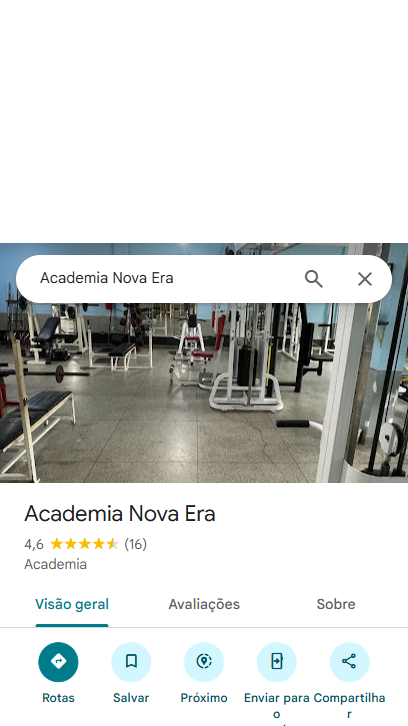 Academia Nova Era
Academia Nova Era
4,6 (16)
Academia
Visão geral Avaliações Sobre
Rotas Salvar Próximo Enviar para Compartilha
o r